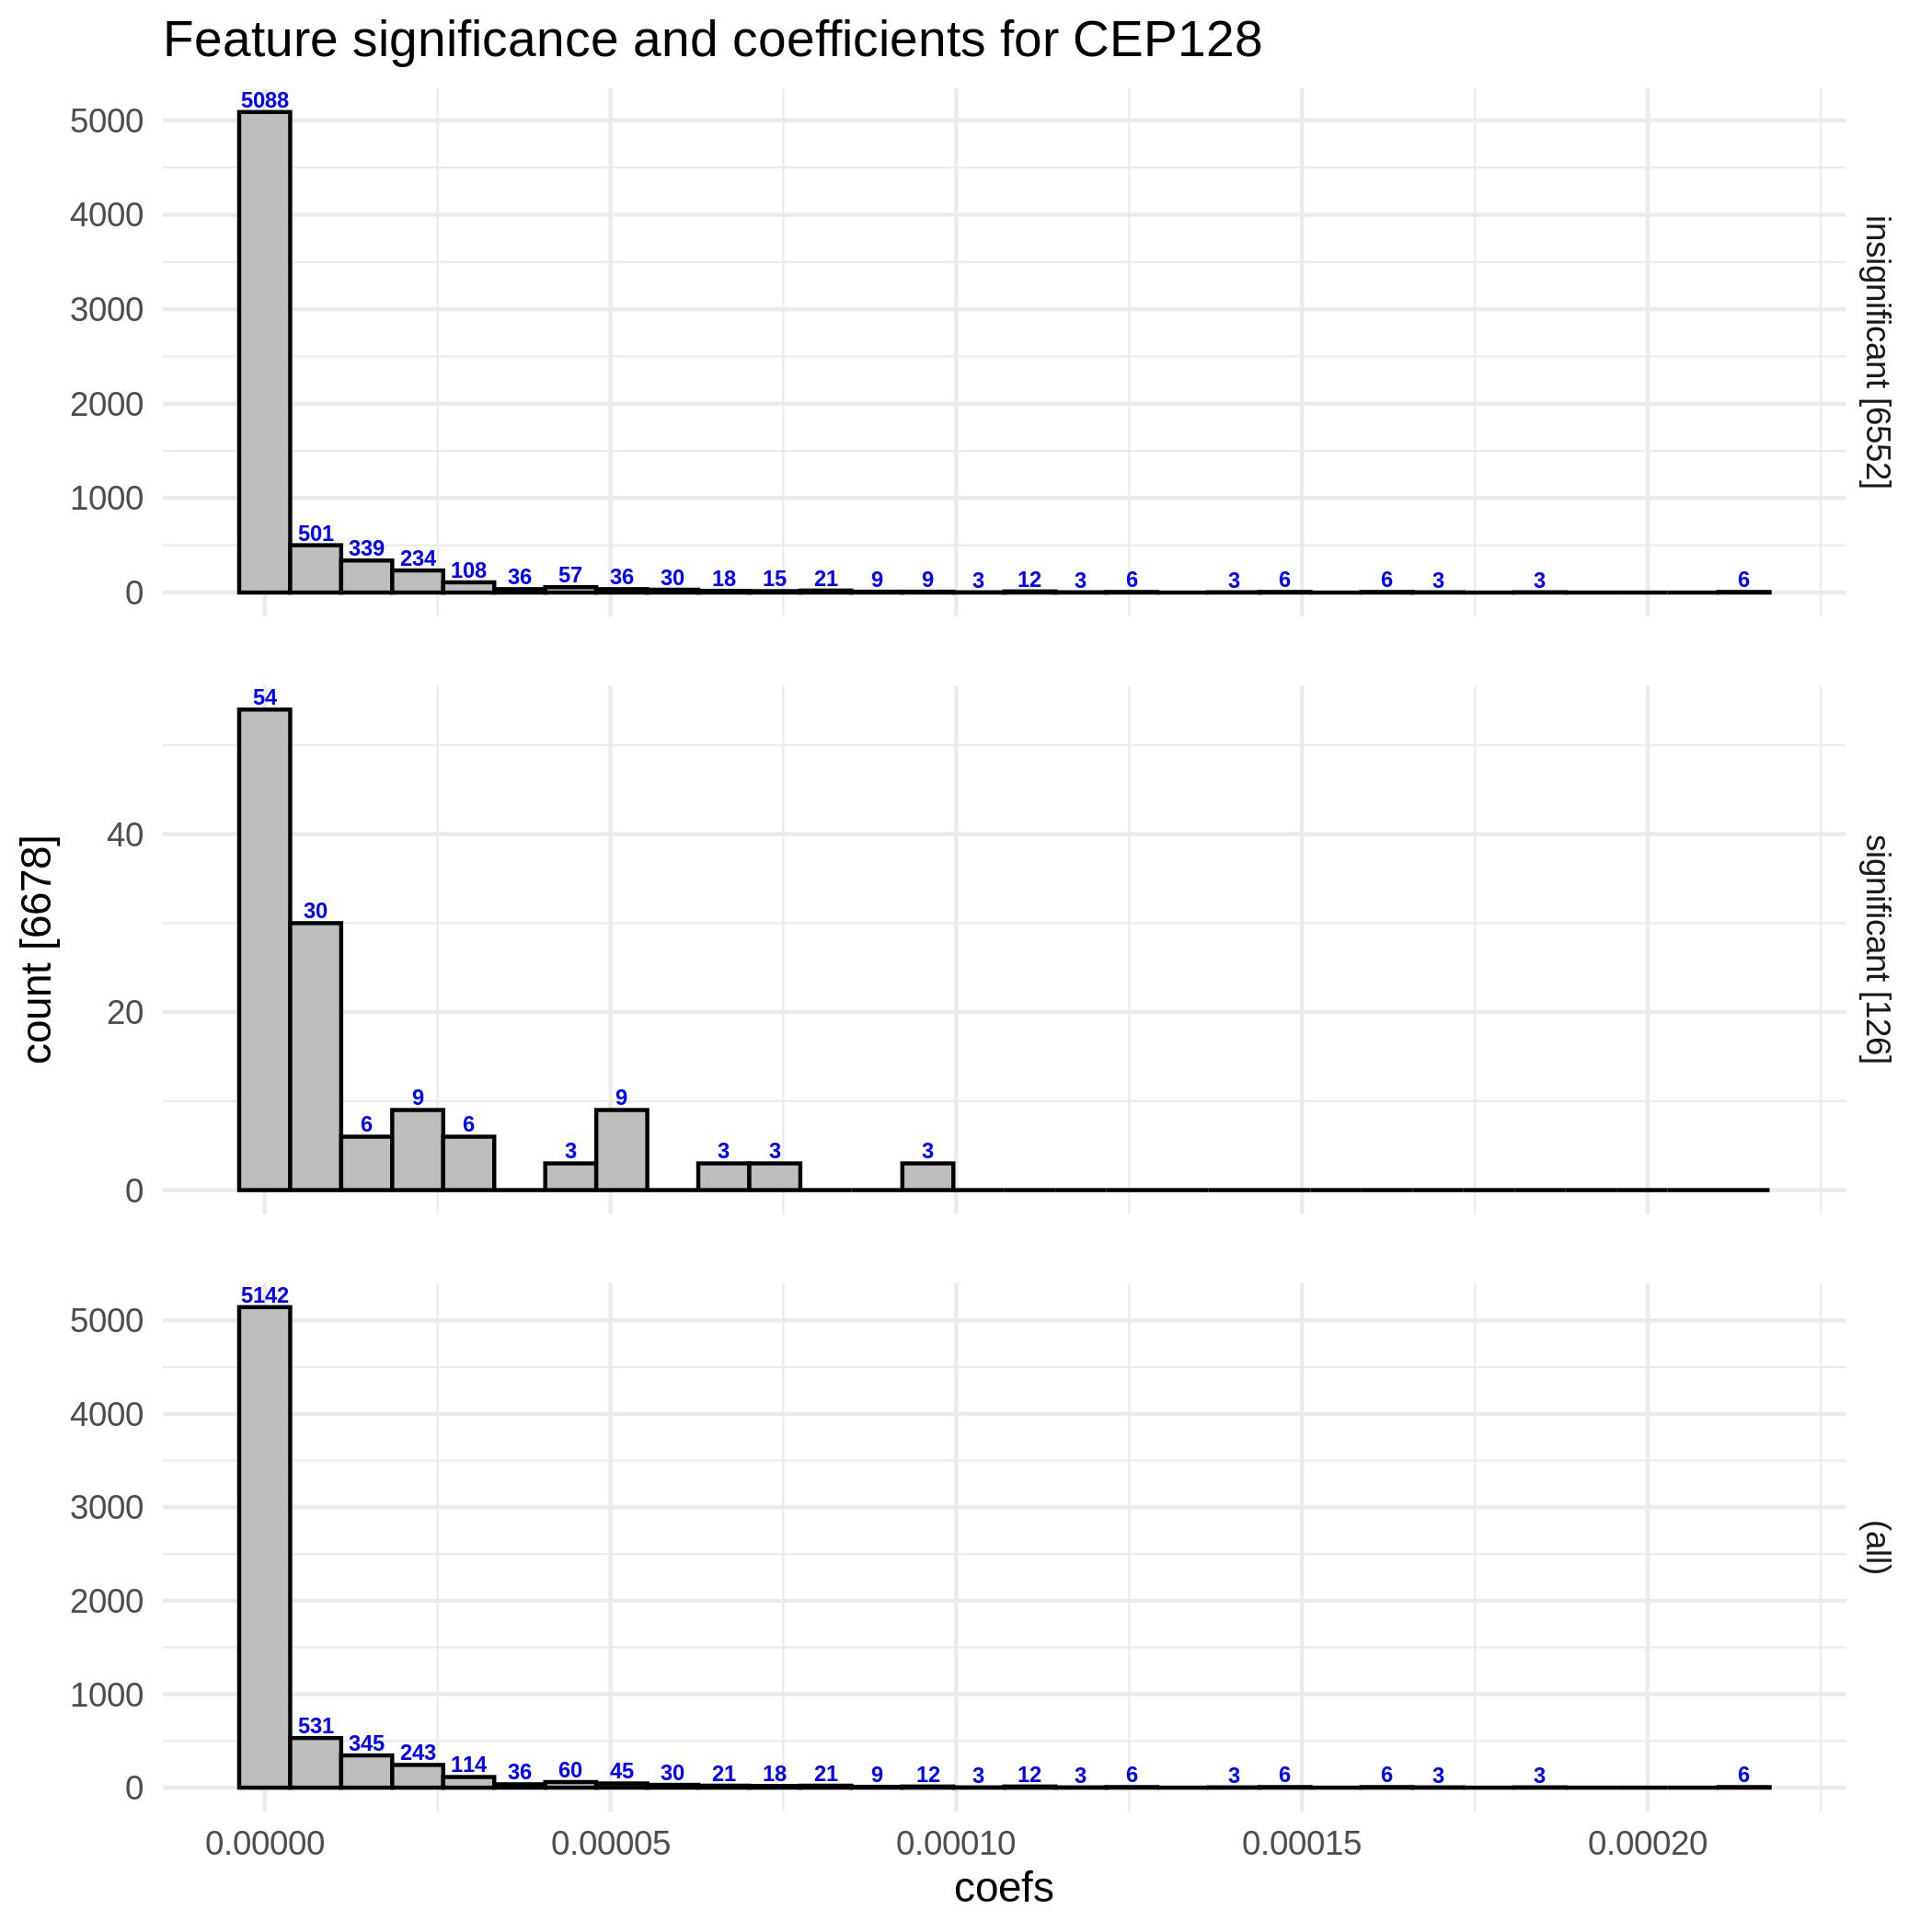 Feature significance and coefficients for CEP128
count [6678]
5088
5000
4000
3000
2000
1000
0
501 339 234 108 36 57 36 30 18 15 21 9 9 3 12 3 6 3 6 6 3 3 6
insignificant [6552]
54
40
20
0
30 6 9 6 3 9 3 3 3
significant [126]
5142
5000
4000
3000
2000
1000
0
531 345 243 114 36 60 45 30 21 18 21 9 12 3 12 3 6 3 6 6 3 3 6
(all)
0.00000 0.00005 0.00010 0.00015 0.00020
coefs